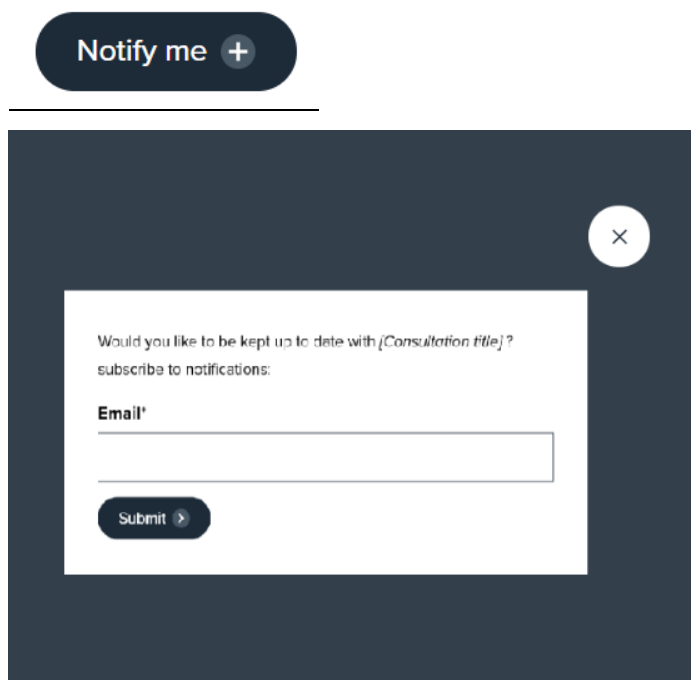 Notify me
Would you like to be kept up to date with [Consultation title] ?
subscribe to notifications:
Email*
Submit